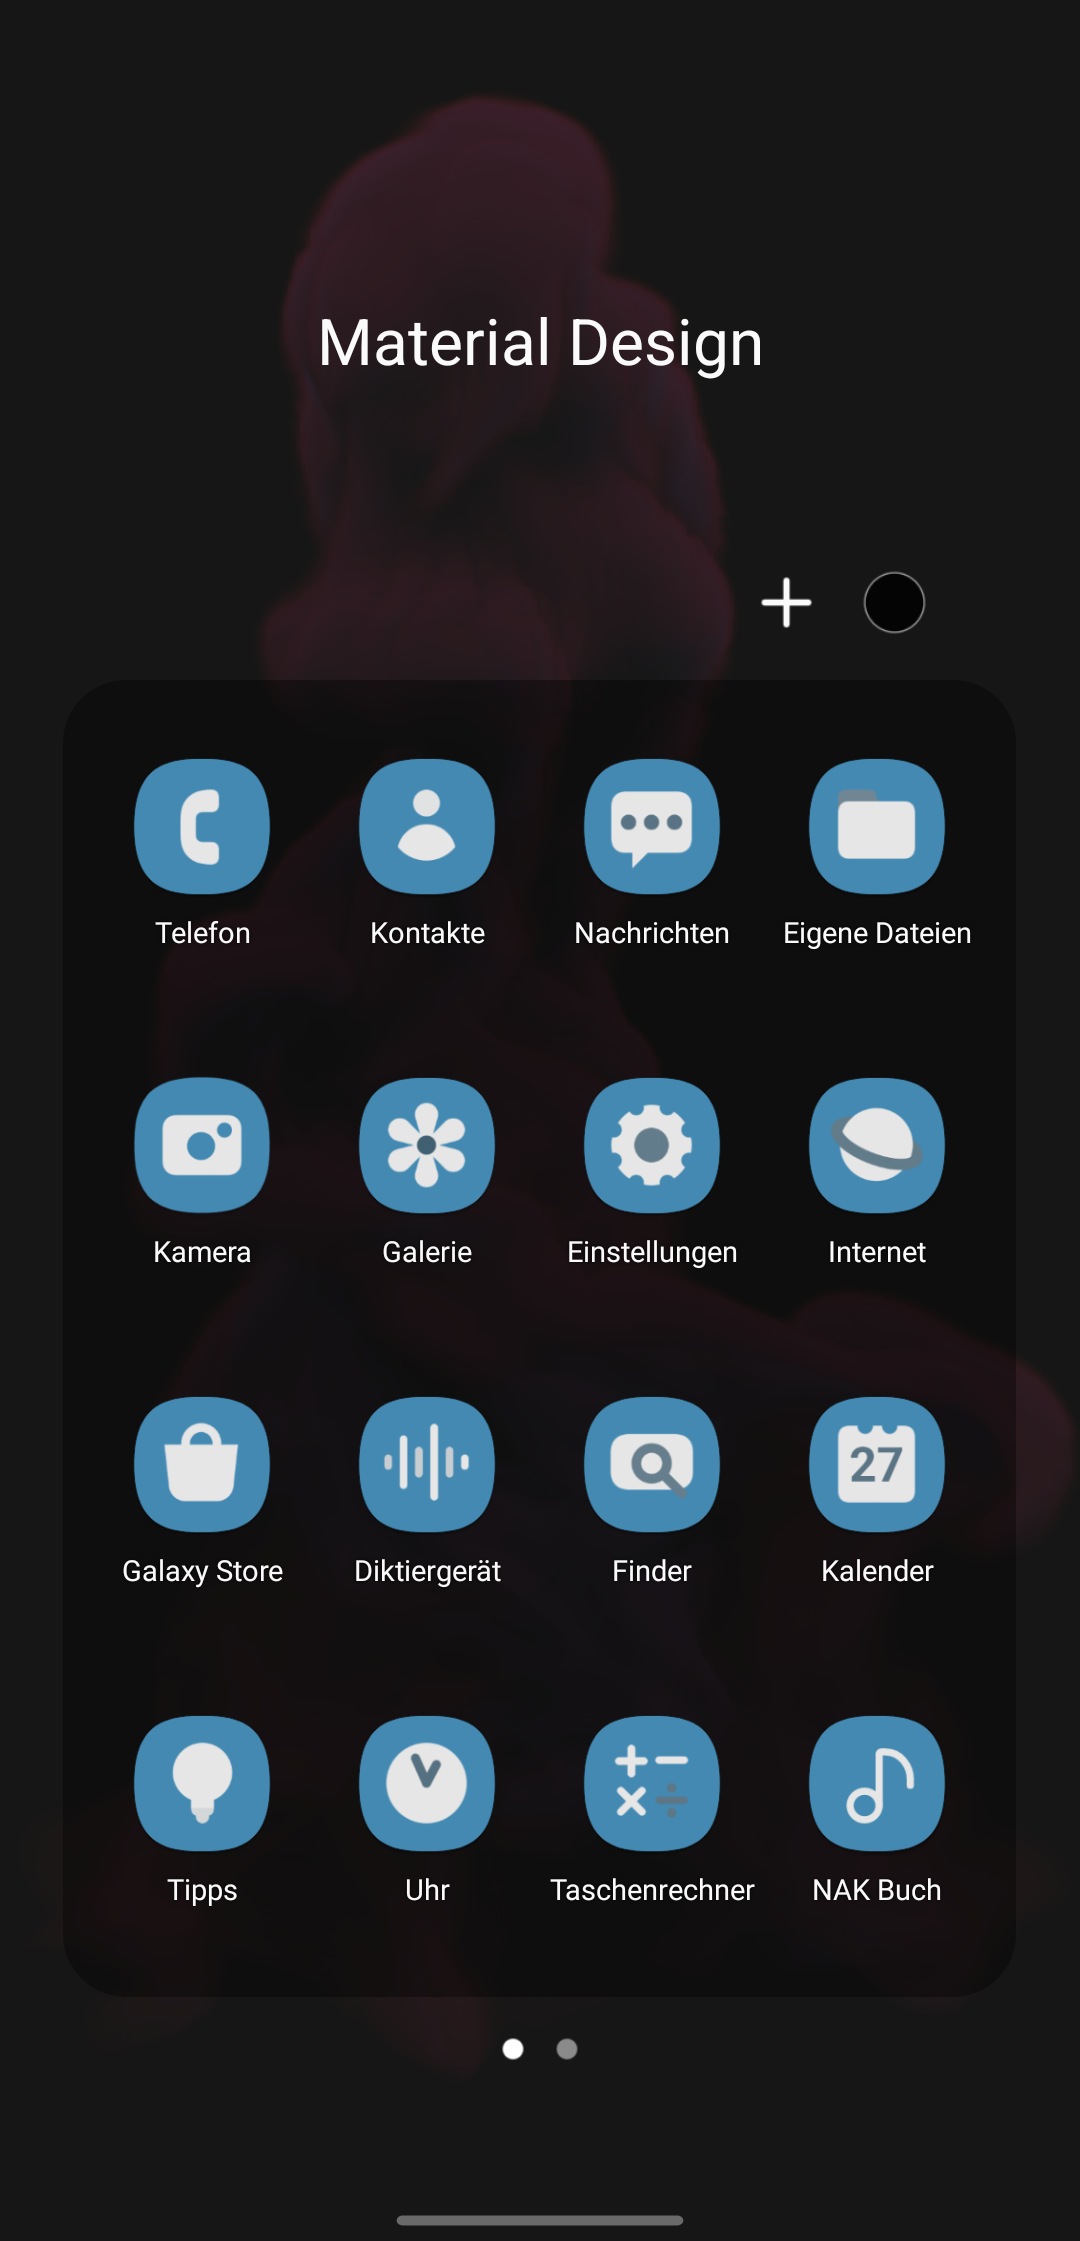 Material Design
Telefon
Kontakte
Nachrichten
Eigene Dateien
Kamera
Galerie
Einstellungen
Internet
27
Galaxy Store
Diktiergerät
Finder
Kalender
Tipps
Uhr
Taschenrechner
NAK Buch